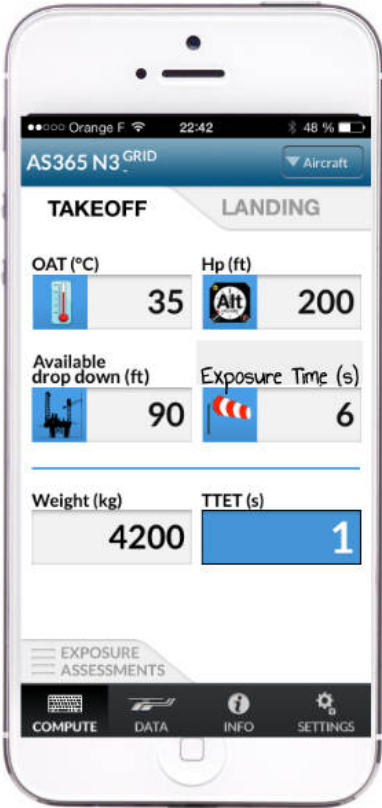 Orange F 22:42 48 %
AS365 N3 GRID
-
Aircraft
TAKEOFF LANDING
OAT (°C) Hp (ft)
35 Alt 200
Available
drop down (ft) Exposure Time (s)
90 6
Weight (kg) TTET (s)
4200 1
EXPOSURE
ASSESSMENTS
COMPUTE DATA INFO SETTINGS